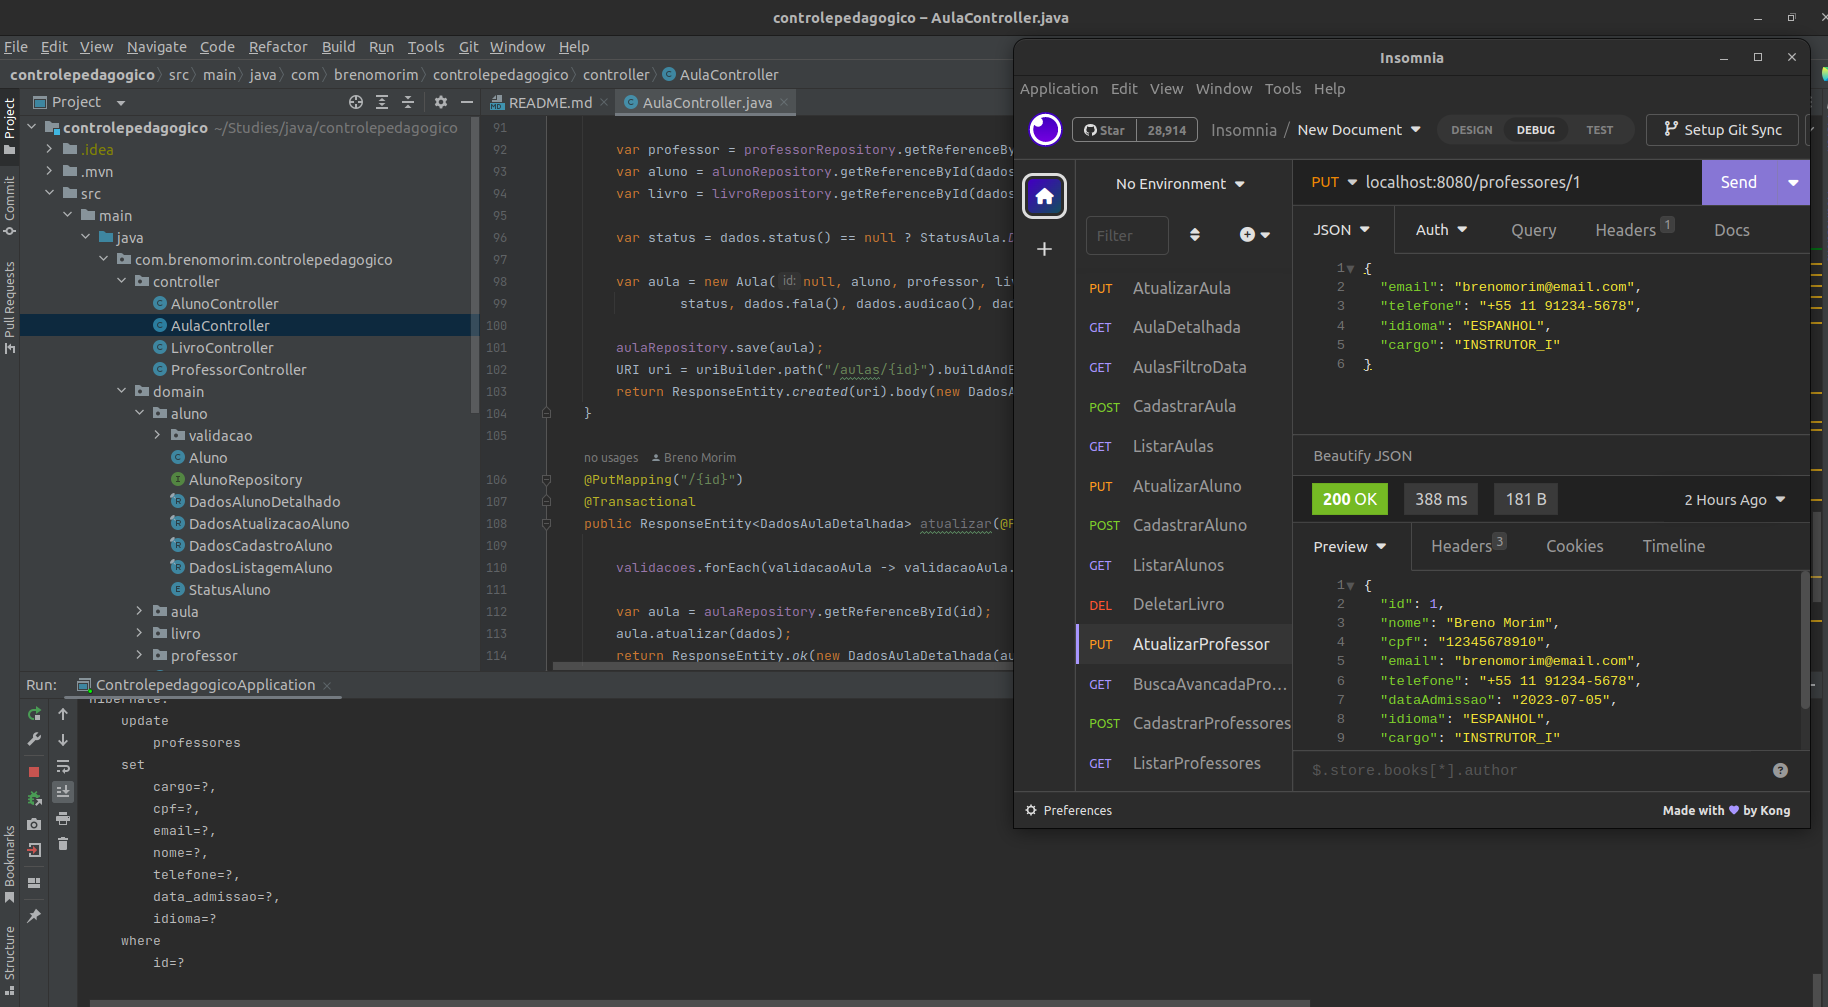 controlepedagogico – AulaController.java
File Edit View Navigate Code Refactor Build Run Tools Git Window Help
controlepedagogico src main java com brenomorim controlepedagogico controller AulaController
Project
Commit
Pull Requests
Bookmarks
Structure
Project
controlepedagogico ~/Studies/java/controlepedagogico
.idea
.mvn
src
main
java
com.brenomorim.controlepedagogico
controller
AlunoController
AulaController
LivroController
ProfessorController
domain
aluno
validacao
Aluno
AlunoRepository
DadosAlunoDetalhado
DadosAtualizacaoAluno
DadosCadastroAluno
DadosListagemAluno
StatusAluno
aula
livro
professor
README.md AulaController.java
91
92 var professor = professorRepository.getReferenceBy
93 var aluno = alunoRepository.getReferenceById(dados
94 var livro = livroRepository.getReferenceById(dados
95
96 var status = dados.status() == null ? StatusAula.
97
98 var aula = new Aula( id: null, aluno, professor, li
99 status, dados.fala(), dados.audicao(), dad
100
101 aulaRepository.save(aula);
102 URI uri = uriBuilder.path("/aulas/{id}").buildAndE
103 return ResponseEntity.created(uri).body(new DadosA
104 }
105
no usages Breno Morim
106 @PutMapping("/{id}")
107 @Transactional
108 public ResponseEntity<DadosAulaDetalhada> atualizar(@P
109
110 validacoes.forEach(validacaoAula -> validacaoAula.
111
112 var aula = aulaRepository.getReferenceById(id);
113 aula.atualizar(dados);
114 return ResponseEntity.ok(new DadosAulaDetalhada(au
Run: ControlepedagogicoApplication
Hibernate:
update
professores
set
cargo=?,
cpf=?,
email=?,
nome=?,
telefone=?,
data_admissao=?,
idioma=?
where
id=?
Insomnia
Application Edit View Window Tools Help
Star 28,914 Insomnia / New Document DESIGN DEBUG TEST Setup Git Sync
No Environment
Filter
PUT AtualizarAula
GET AulaDetalhada
GET AulasFiltroData
POST CadastrarAula
GET ListarAulas
PUT AtualizarAluno
POST CadastrarAluno
GET ListarAlunos
DEL DeletarLivro
PUT AtualizarProfessor
GET BuscaAvancadaPro...
POST CadastrarProfessores
GET ListarProfessores
PUT localhost:8080/professores/1 Send
JSON Auth Query Headers 1 Docs
1 {
2 "email": "brenomorim@email.com",
3 "telefone": "+55 11 91234-5678",
4 "idioma": "ESPANHOL",
5 "cargo": "INSTRUTOR_I"
6 }
Beautify JSON
200 OK 388 ms 181 B 2 Hours Ago
Preview Headers 3 Cookies Timeline
1 {
2 "id": 1,
3 "nome": "Breno Morim",
4 "cpf": "12345678910",
5 "email": "brenomorim@email.com",
6 "telefone": "+55 11 91234-5678",
7 "dataAdmissao": "2023-07-05",
8 "idioma": "ESPANHOL",
9 "cargo": "INSTRUTOR_I"
$.store.books[*].author
Preferences Made with by Kong